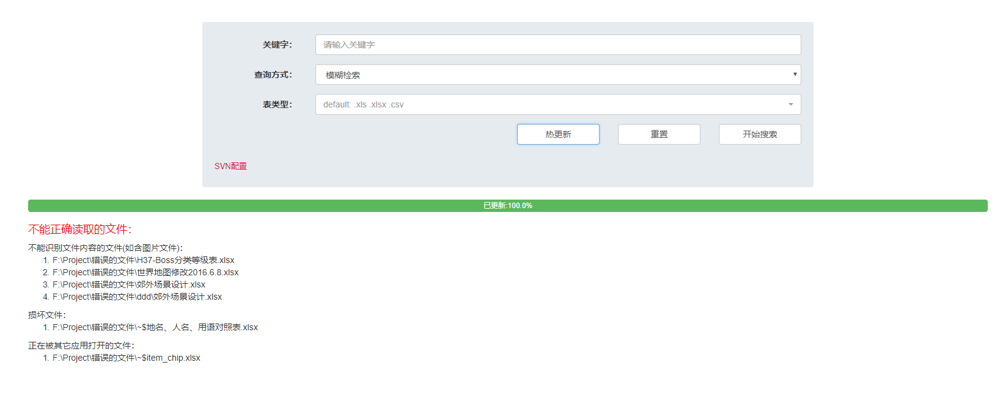 关键字：
请输入关键字
查询方式：
模糊检索
表类型：
default: .xls .xlsx .csv
热更新
重置
开始搜索
SVN配置
已更新:100.0%
不能正确读取的文件：
不能识别文件内容的文件(如含图片文件)：
1. F:\Project\错误的文件\H37-Boss分类等级表.xlsx
2. F:\Project\错误的文件\世界地图修改2016.6.8.xlsx
3. F:\Project\错误的文件\郊外场景设计.xlsx
4. F:\Project\错误的文件\ddd\郊外场景设计.xlsx
损坏文件：
1. F:\Project\错误的文件\~$地名、人名、用语对照表.xlsx
正在被其它应用打开的文件：
1. F:\Project\错误的文件\~$item_chip.xlsx